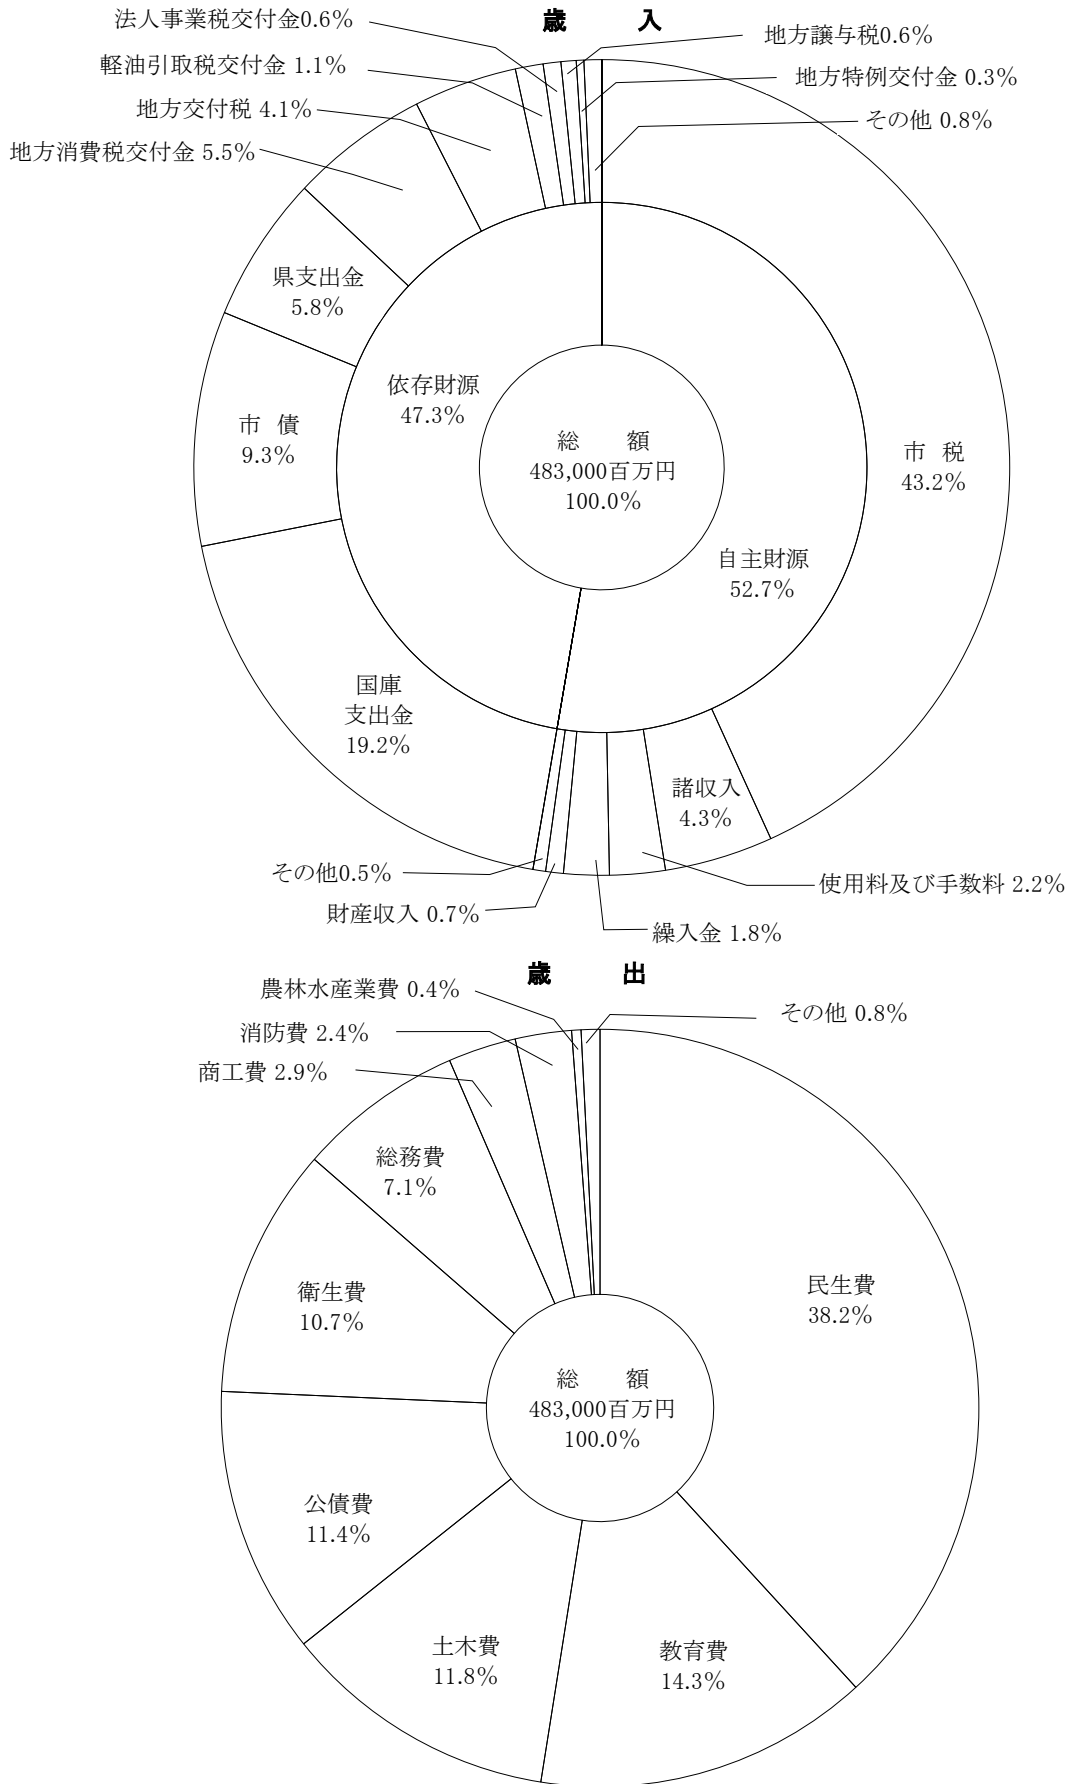 歳　入
法人事業税交付金0.6%
地方譲与税0.6%
軽油引取税交付金 1.1%
地方特例交付金 0.3%
地方交付税 4.1%
その他 0.8%
地方消費税交付金 5.5%
県支出金
5.8%
依存財源
47.3%
市 債
9.3%
総　額
483,000百万円
100.0%
市 税
43.2%
自主財源
52.7%
国庫
支出金
19.2%
諸収入
4.3%
その他0.5%
使用料及び手数料 2.2%
財産収入 0.7%
繰入金 1.8%
歳　出
農林水産業費 0.4%
その他 0.8%
消防費 2.4%
商工費 2.9%
総務費
7.1%
衛生費
10.7%
民生費
38.2%
総　額
483,000百万円
100.0%
公債費
11.4%
土木費
11.8%
教育費
14.3%